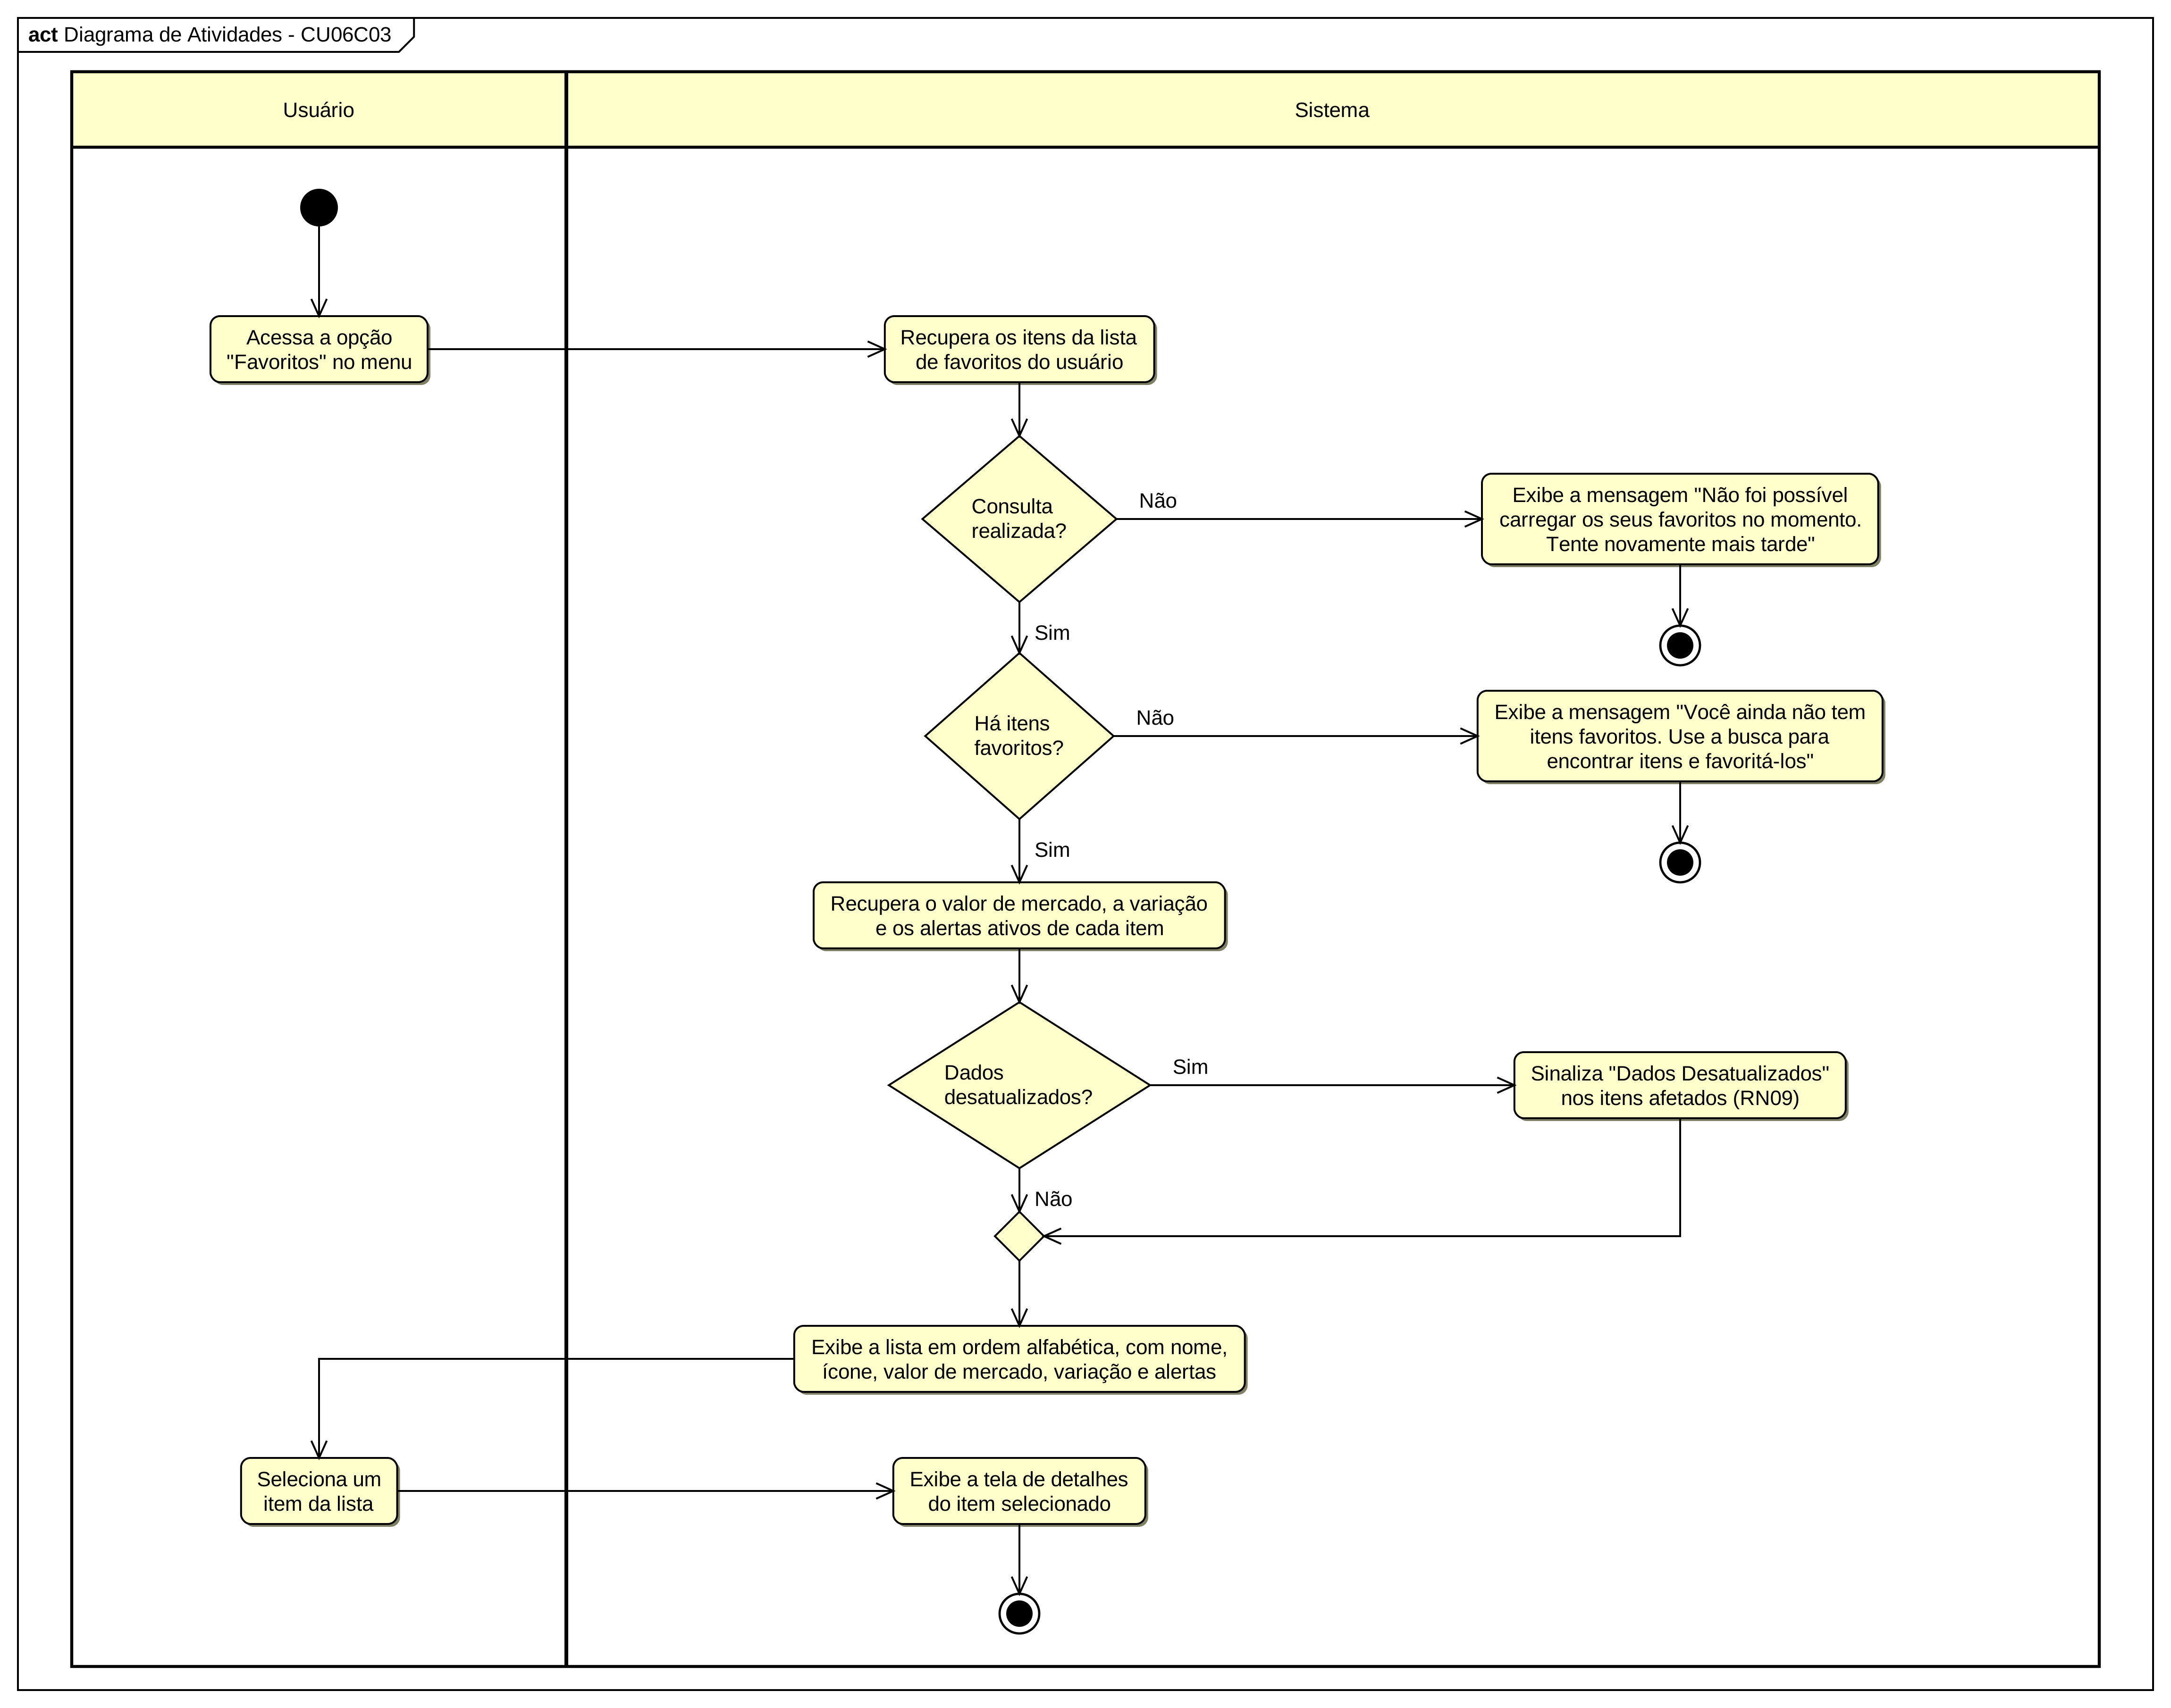 act Diagrama de Atividades - CU06C03
Usuário
Sistema
Acessa a opção
"Favoritos" no menu
Recupera os itens da lista
de favoritos do usuário
Consulta
realizada?
Não
Exibe a mensagem "Não foi possível
carregar os seus favoritos no momento.
Tente novamente mais tarde"
Sim
Há itens
favoritos?
Não
Exibe a mensagem "Você ainda não tem
itens favoritos. Use a busca para
encontrar itens e favoritá-los"
Sim
Recupera o valor de mercado, a variação
e os alertas ativos de cada item
Dados
desatualizados?
Sim
Sinaliza "Dados Desatualizados"
nos itens afetados (RN09)
Não
Exibe a lista em ordem alfabética, com nome,
ícone, valor de mercado, variação e alertas
Seleciona um
item da lista
Exibe a tela de detalhes
do item selecionado